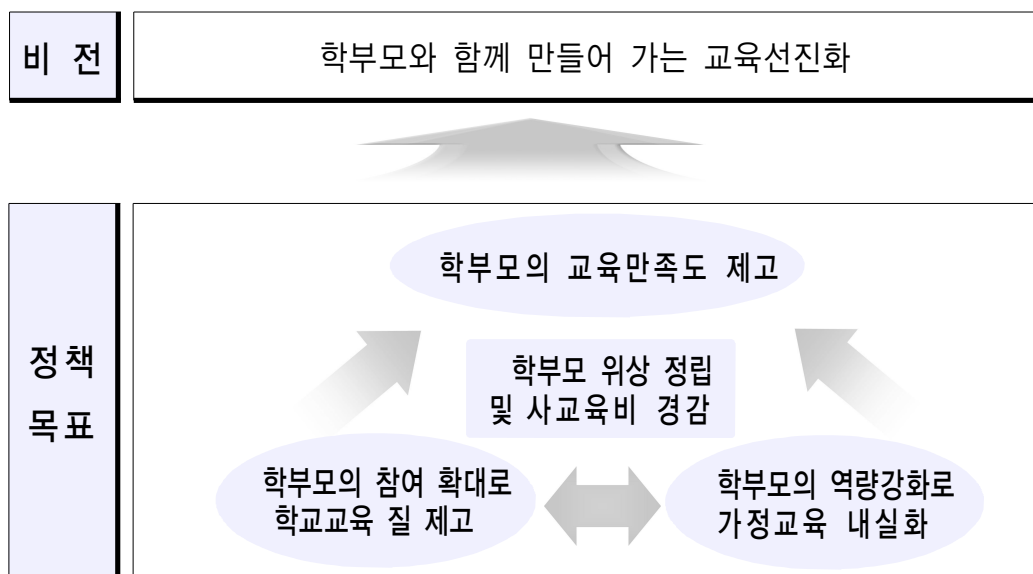 비 전
학부모와 함께 만들어 가는 교육선진화
정책
목표
학부모의 교육만족도 제고
학부모 위상 정립
및 사교육비 경감
학부모의 참여 확대로
학교교육 질 제고
학부모의 역량강화로
가정교육 내실화